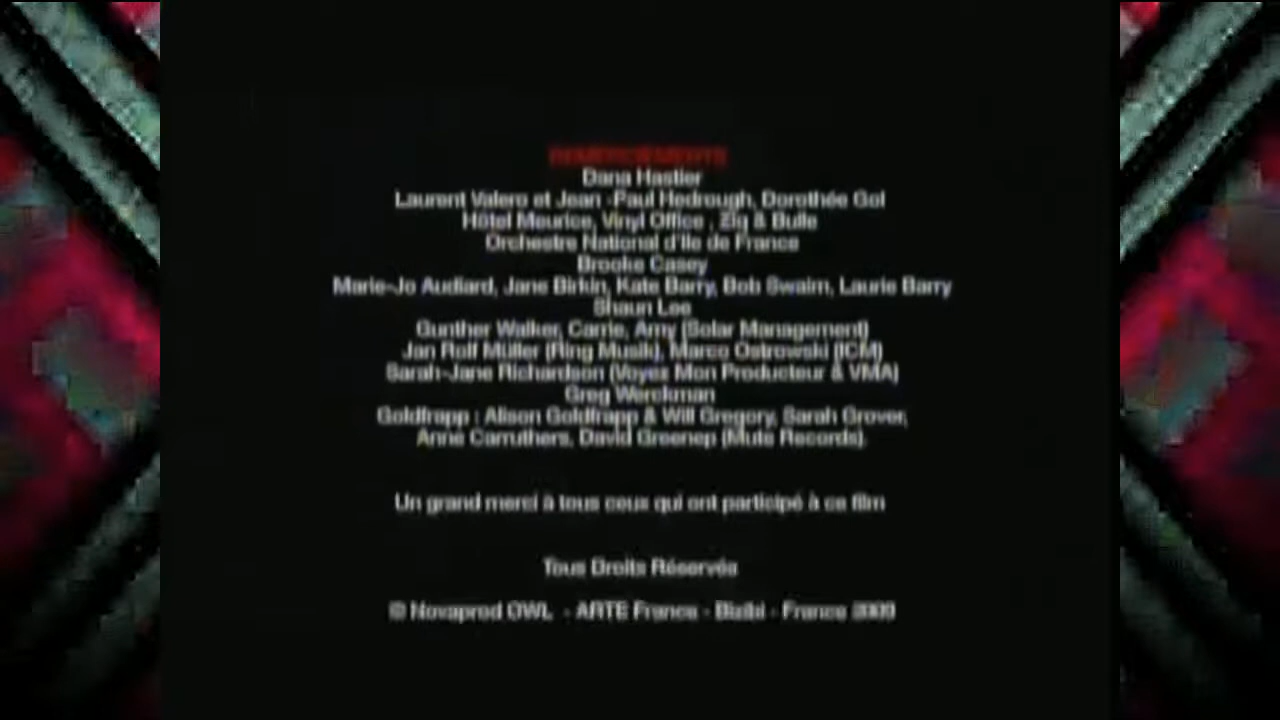 REMERCIEMENTS
Dana Hastier
Laurent Valero et Jean -Paul Hedrough, Dorothée Gol
Hôtel Meurice, Vinyl Office , Zig & Bulle
Orchestre National d'Ile de France
Brooke Casey
Marie-Jo Audiard, Jane Birkin, Kate Barry, Bob Swaim, Laurie Barry
Shaun Lee
Gunther Walker, Carrie, Amy (Solar Management)
Jan Rolf Müller (Ring Musik), Marco Ostrowski (ICM)
Sarah-Jane Richardson (Voyez Mon Producteur & VMA)
Greg Werckman
Goldfrapp : Alison Goldfrapp & Will Gregory, Sarah Grover,
Anne Carruthers, David Greenep (Mute Records).
Un grand merci à tous ceux qui ont participé à ce film
Tous Droits Réservés
© Novaprod OWL - ARTE France - Bizibi - France 2009